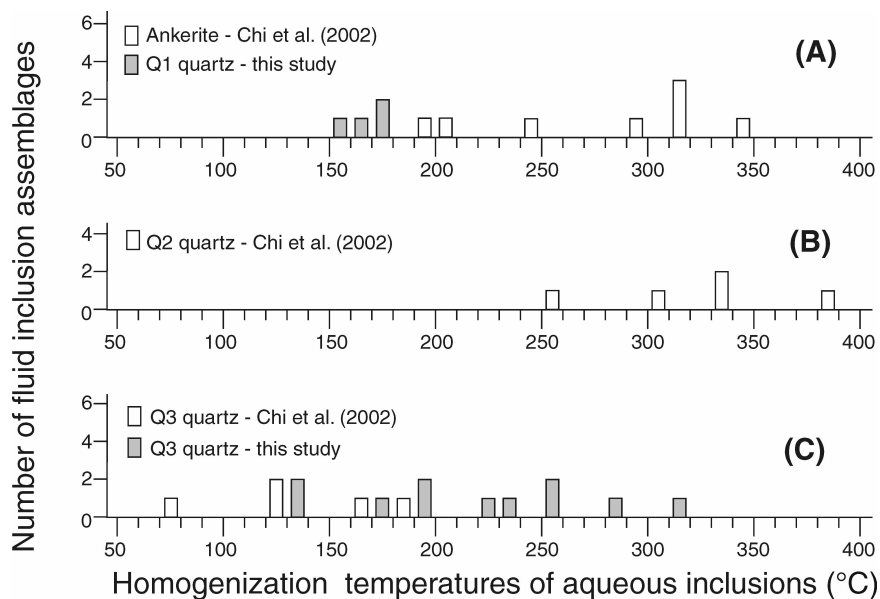 Number of fluid inclusion assemblages
6
4
2
0
Ankerite - Chi et al. (2002)
Q1 quartz - this study
(A)
50 100 150 200 250 300 350 400
4
2
0
Q2 quartz - Chi et al. (2002)
(B)
50 100 150 200 250 300 350 400
6
4
2
0
Q3 quartz - Chi et al. (2002)
Q3 quartz - this study
(C)
50 100 150 200 250 300 350 400
Homogenization temperatures of aqueous inclusions (°C)